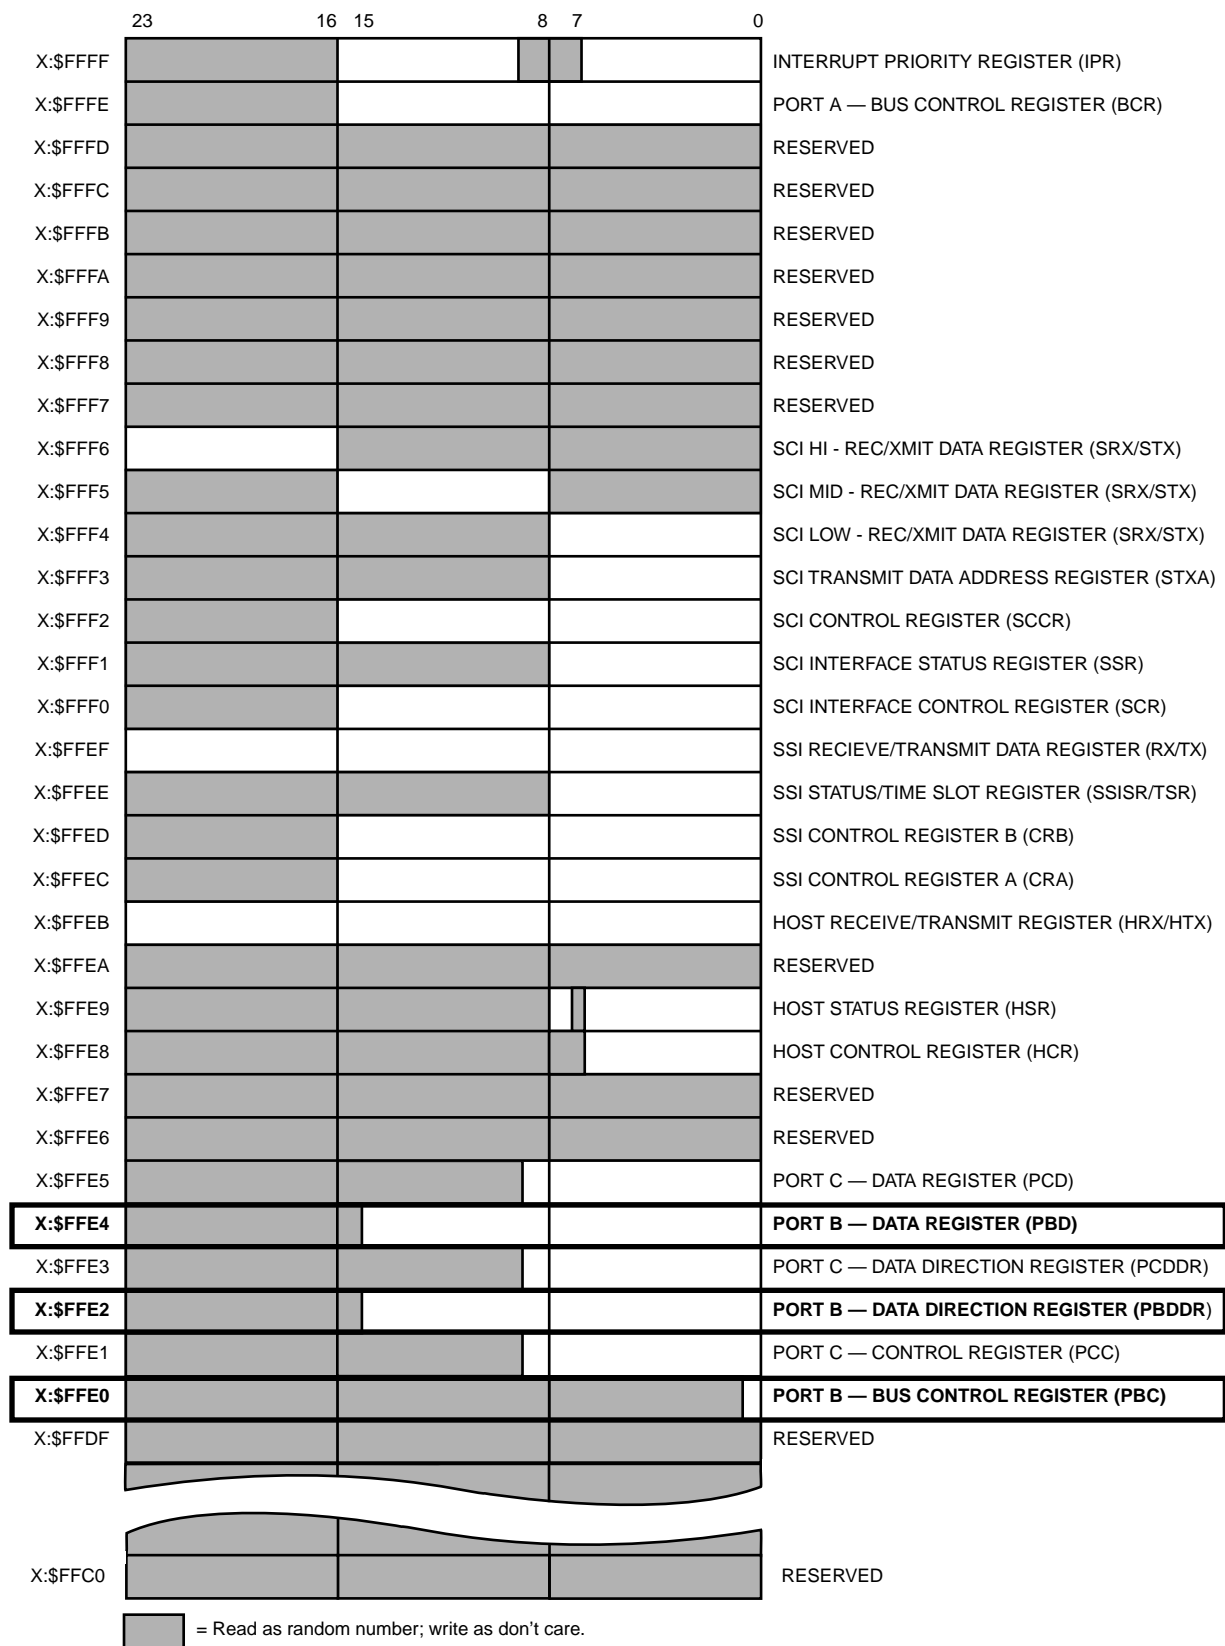 23 16 15 8 7 0
X:$FFFF INTERRUPT PRIORITY REGISTER (IPR)
X:$FFFE PORT A — BUS CONTROL REGISTER (BCR)
X:$FFFD RESERVED
X:$FFFC RESERVED
X:$FFFB RESERVED
X:$FFFA RESERVED
X:$FFF9 RESERVED
X:$FFF8 RESERVED
X:$FFF7 RESERVED
X:$FFF6 SCI HI - REC/XMIT DATA REGISTER (SRX/STX)
X:$FFF5 SCI MID - REC/XMIT DATA REGISTER (SRX/STX)
X:$FFF4 SCI LOW - REC/XMIT DATA REGISTER (SRX/STX)
X:$FFF3 SCI TRANSMIT DATA ADDRESS REGISTER (STXA)
X:$FFF2 SCI CONTROL REGISTER (SCCR)
X:$FFF1 SCI INTERFACE STATUS REGISTER (SSR)
X:$FFF0 SCI INTERFACE CONTROL REGISTER (SCR)
X:$FFEF SSI RECIEVE/TRANSMIT DATA REGISTER (RX/TX)
X:$FFEE SSI STATUS/TIME SLOT REGISTER (SSISR/TSR)
X:$FFED SSI CONTROL REGISTER B (CRB)
X:$FFEC SSI CONTROL REGISTER A (CRA)
X:$FFEB HOST RECEIVE/TRANSMIT REGISTER (HRX/HTX)
X:$FFEA RESERVED
X:$FFE9 HOST STATUS REGISTER (HSR)
X:$FFE8 HOST CONTROL REGISTER (HCR)
X:$FFE7 RESERVED
X:$FFE6 RESERVED
X:$FFE5 PORT C — DATA REGISTER (PCD)
X:$FFE4 PORT B — DATA REGISTER (PBD)
X:$FFE3 PORT C — DATA DIRECTION REGISTER (PCDDR)
X:$FFE2 PORT B — DATA DIRECTION REGISTER (PBDDR)
X:$FFE1 PORT C — CONTROL REGISTER (PCC)
X:$FFE0 PORT B — BUS CONTROL REGISTER (PBC)
X:$FFDF RESERVED
X:$FFC0 RESERVED
= Read as random number; write as don’t care.